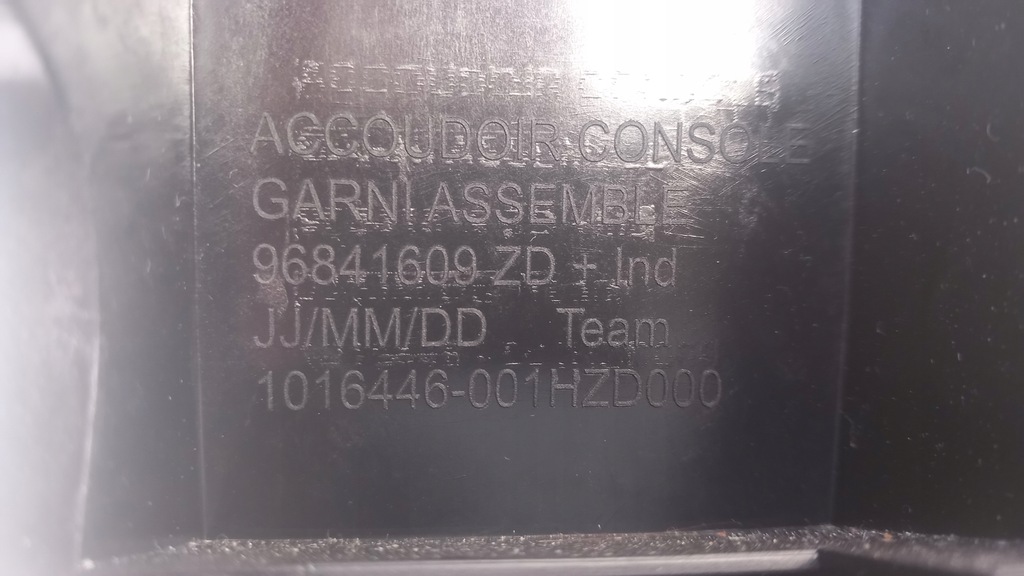 ACCOUDOIR CONSOLE
GARNI ASSEMBLE
96841609 ZD + Ind
JJ/MM/DD Team
1016446-001HZD000